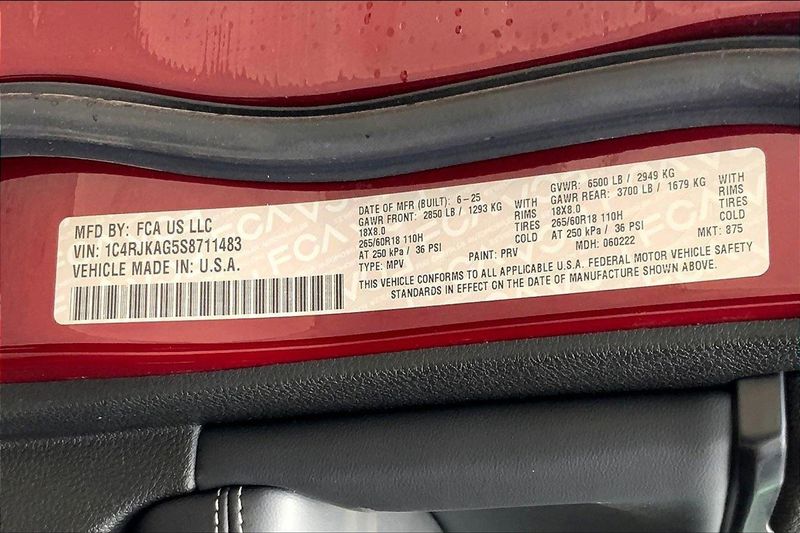 MFD BY: FCA US LLC
VIN: 1C4RJKAG5S8711483
VEHICLE MADE IN: U.S.A.
DATE OF MFR (BUILT): 6-25
GAWR FRONT: 2850 LB / 1293 KG
18X8.0
265/60R18 110H
AT 250 kPa / 36 PSI
TYPE: MPV
PAINT: PRV
WITH
RIMS
TIRES
COLD
GVWR: 6500 LB / 2949 KG
GAWR REAR: 3700 LB / 1679 KG
18X8.0
265/60R18 110H
AT 250 kPa / 36 PSI
MDH: 060222
WITH
RIMS
TIRES
COLD
MKT: 875
THIS VEHICLE CONFORMS TO ALL APPLICABLE U.S.A. FEDERAL MOTOR VEHICLE SAFETY
STANDARDS IN EFFECT ON THE DATE OF MANUFACTURE SHOWN ABOVE.